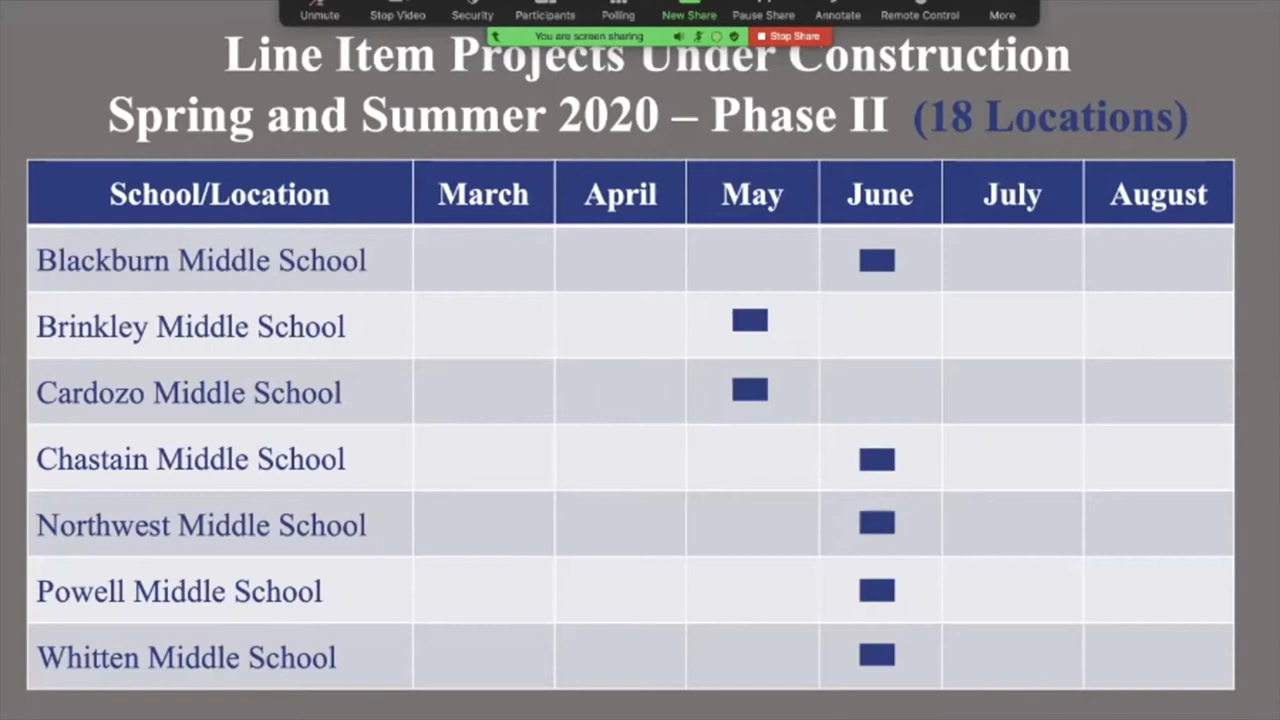 Unmute Stop Video Security Participants Polling New Share Pause Share Annotate Remote Control More
You are screen sharing Stop Share
Line Item Projects Under Construction
Spring and Summer 2020 – Phase II (18 Locations)
School/Location March April May June July August
Blackburn Middle School
Brinkley Middle School
Cardozo Middle School
Chastain Middle School
Northwest Middle School
Powell Middle School
Whitten Middle School